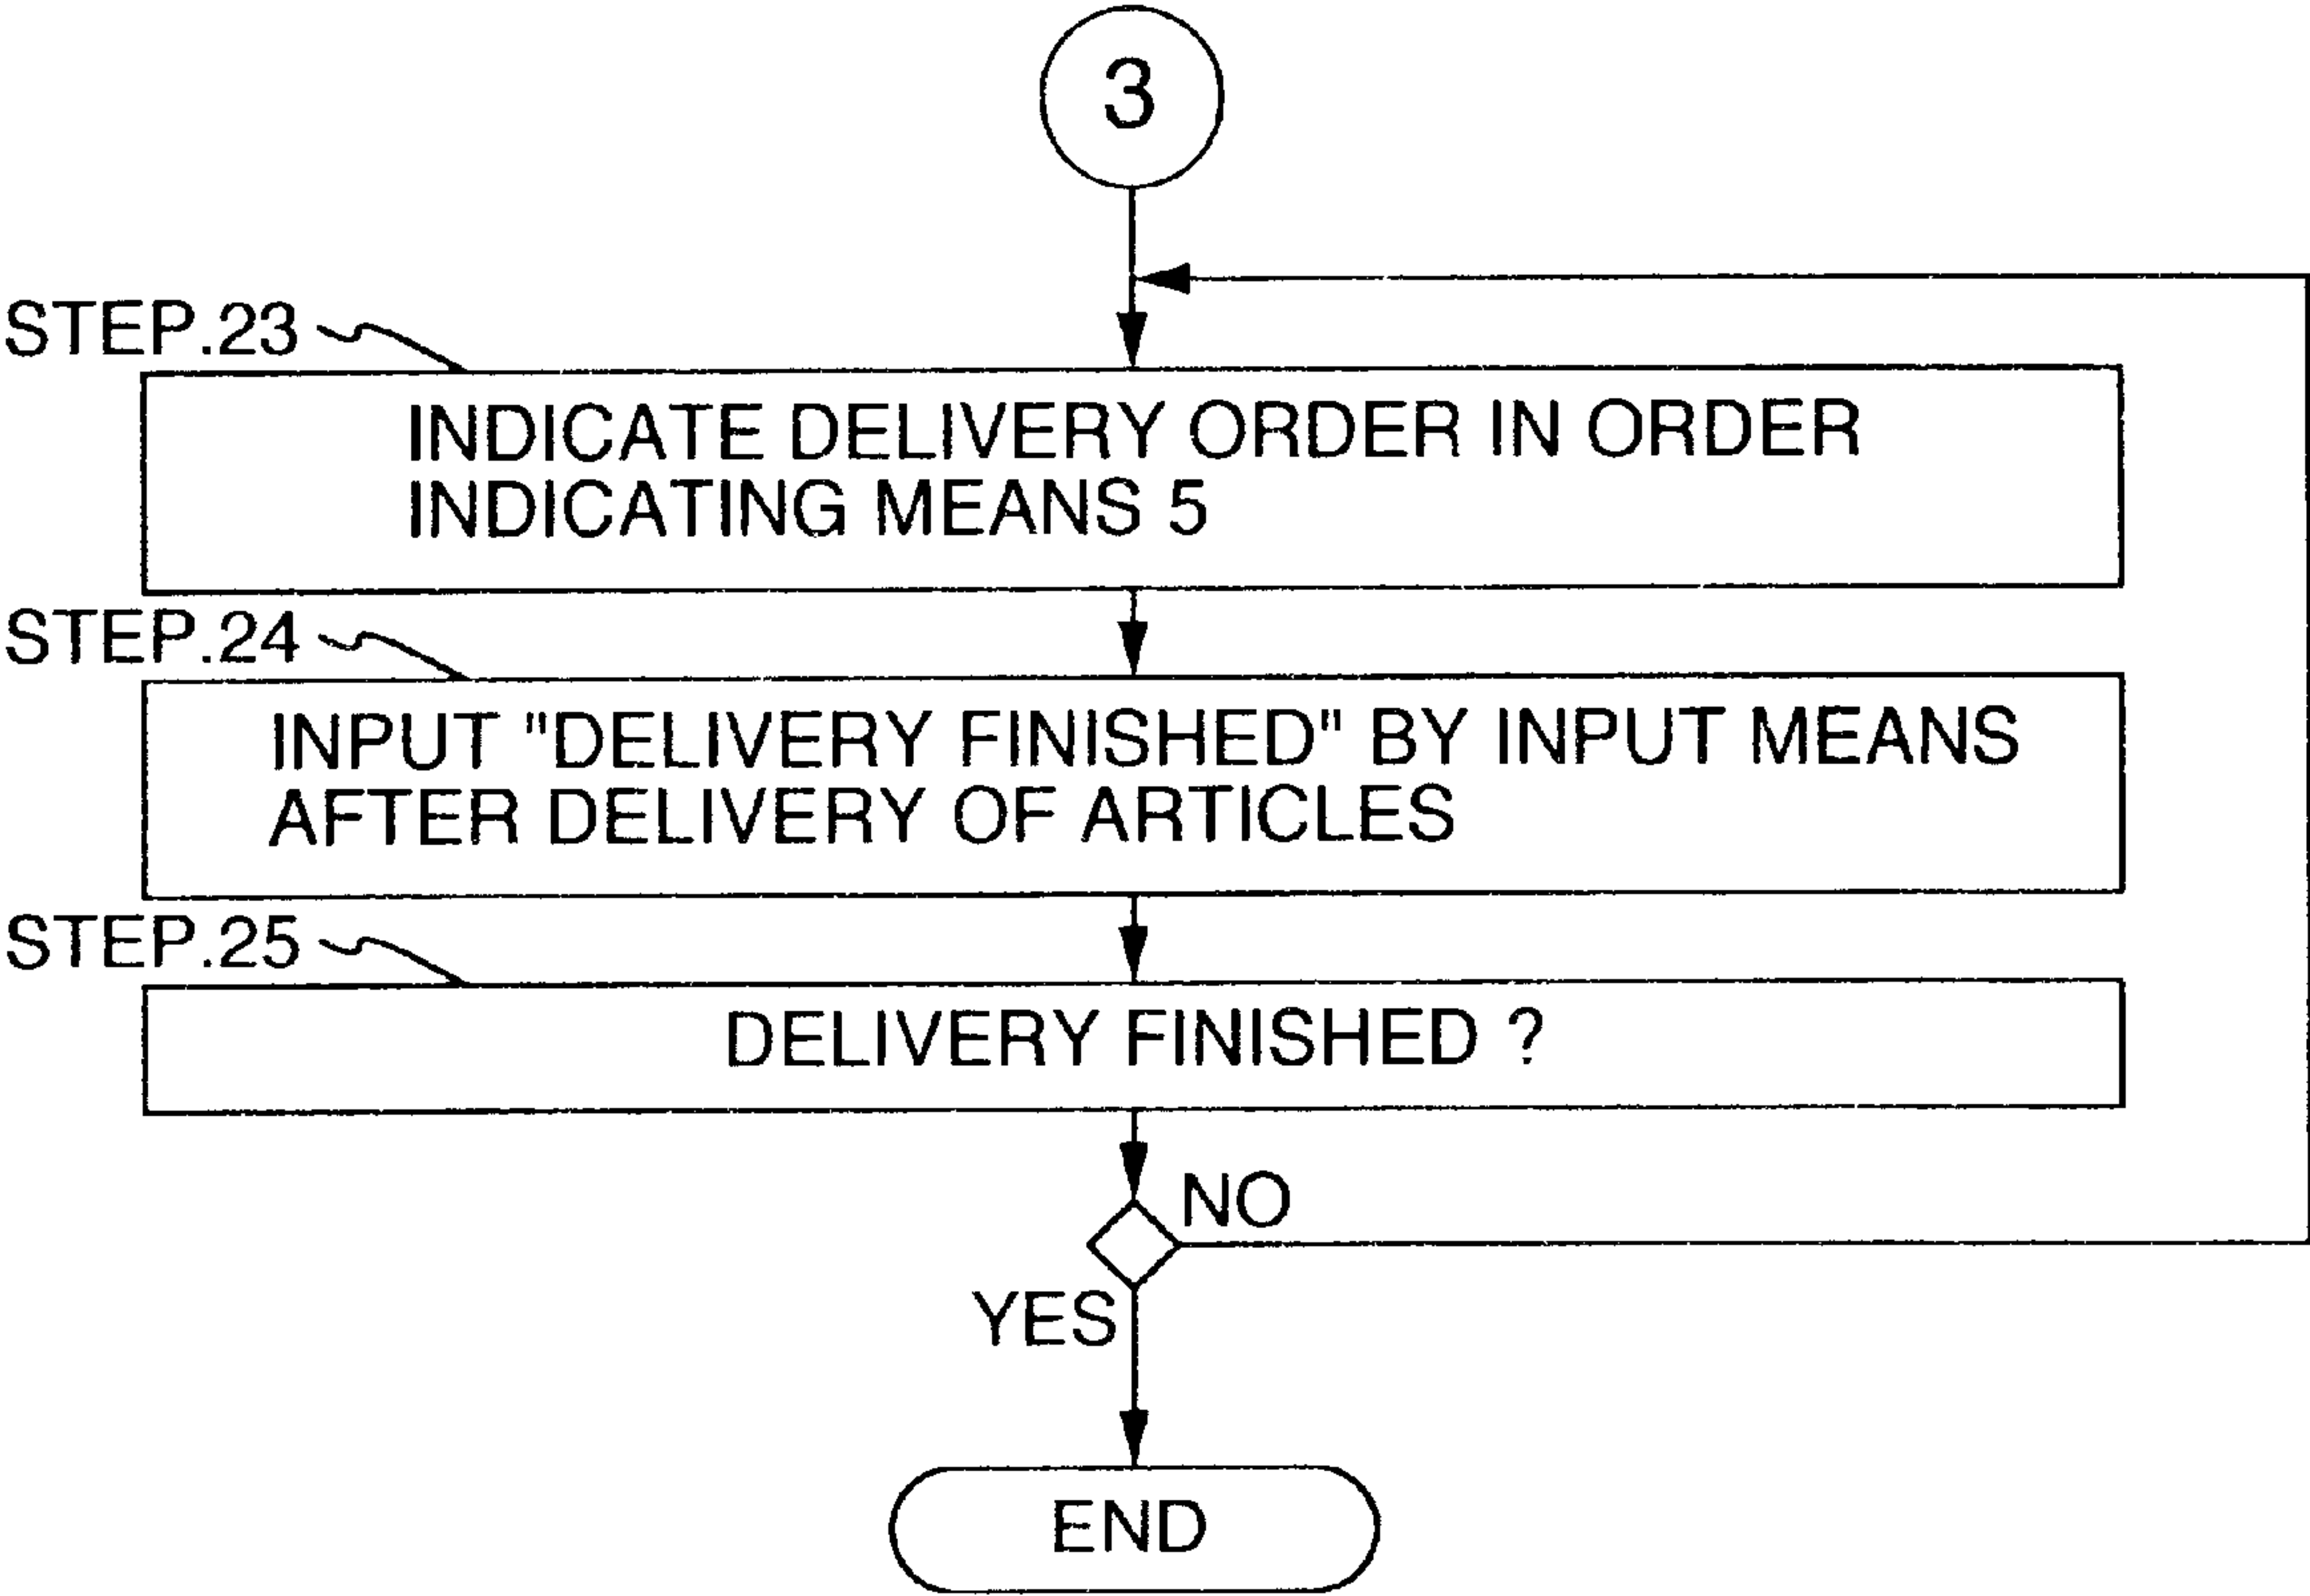 3
STEP.23
INDICATE DELIVERY ORDER IN ORDER
INDICATING MEANS 5
STEP.24
INPUT "DELIVERY FINISHED" BY INPUT MEANS
AFTER DELIVERY OF ARTICLES
STEP.25
DELIVERY FINISHED ?
NO
YES
END